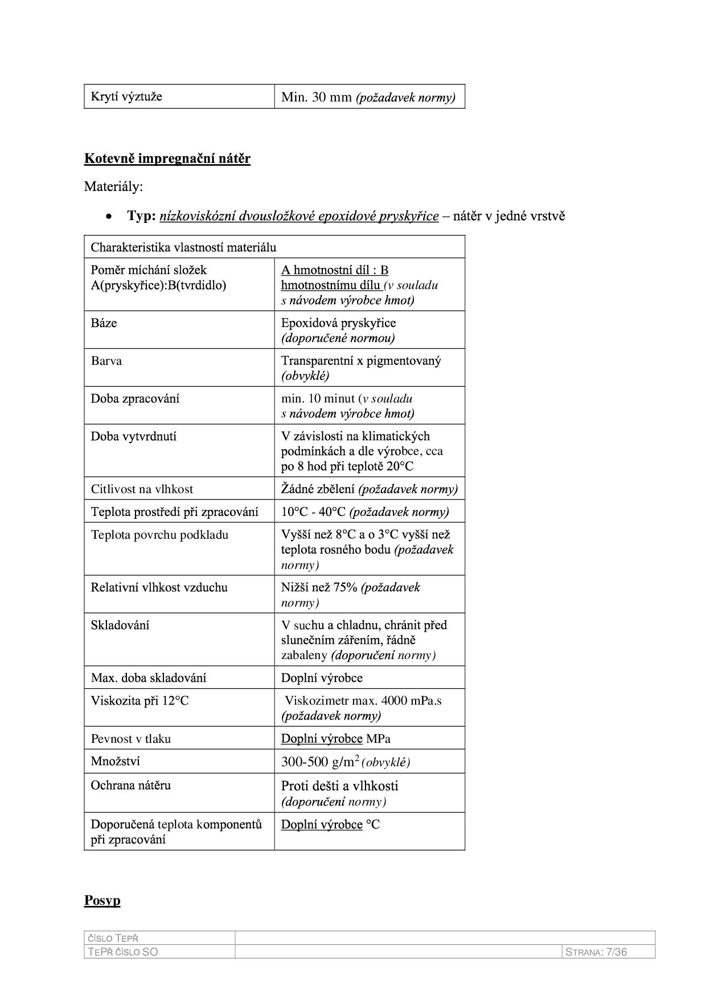 Krytí výztuže Min. 30 mm (požadavek normy)
Kotevně impregnační nátěr
Materiály:
• Typ: nízkoviskózní dvousložkové epoxidové pryskyřice – nátěr v jedné vrstvě
Charakteristika vlastností materiálu
Poměr míchání složek A hmotnostní díl : B
A(pryskyřice):B(tvrdidlo) hmotnostnímu dílu (v souladu
s návodem výrobce hmot)
Báze Epoxidová pryskyřice
(doporučené normou)
Barva Transparentní x pigmentovaný
(obvyklé)
Doba zpracování min. 10 minut (v souladu
s návodem výrobce hmot)
Doba vytvrdnutí V závislosti na klimatických
podmínkách a dle výrobce, cca
po 8 hod při teplotě 20°C
Citlivost na vlhkost Žádné zbělení (požadavek normy)
Teplota prostředí při zpracování 10°C - 40°C (požadavek normy)
Teplota povrchu podkladu Vyšší než 8°C a o 3°C vyšší než
teplota rosného bodu (požadavek
normy)
Relativní vlhkost vzduchu Nižší než 75% (požadavek
normy)
Skladování V suchu a chladnu, chránit před
slunečním zářením, řádně
zabaleny (doporučení normy)
Max. doba skladování Doplní výrobce
Viskozita při 12°C Viskozimetr max. 4000 mPa.s
(požadavek normy)
Pevnost v tlaku Doplní výrobce MPa
Množství 300-500 g/m² (obvyklé)
Ochrana nátěru Proti dešti a vlhkosti
(doporučení normy)
Doporučená teplota komponentů Doplní výrobce °C
při zpracování
Posyp
ČÍSLO TEPŘ
TEPŘ ČÍSLO SO STRANA: 7/36